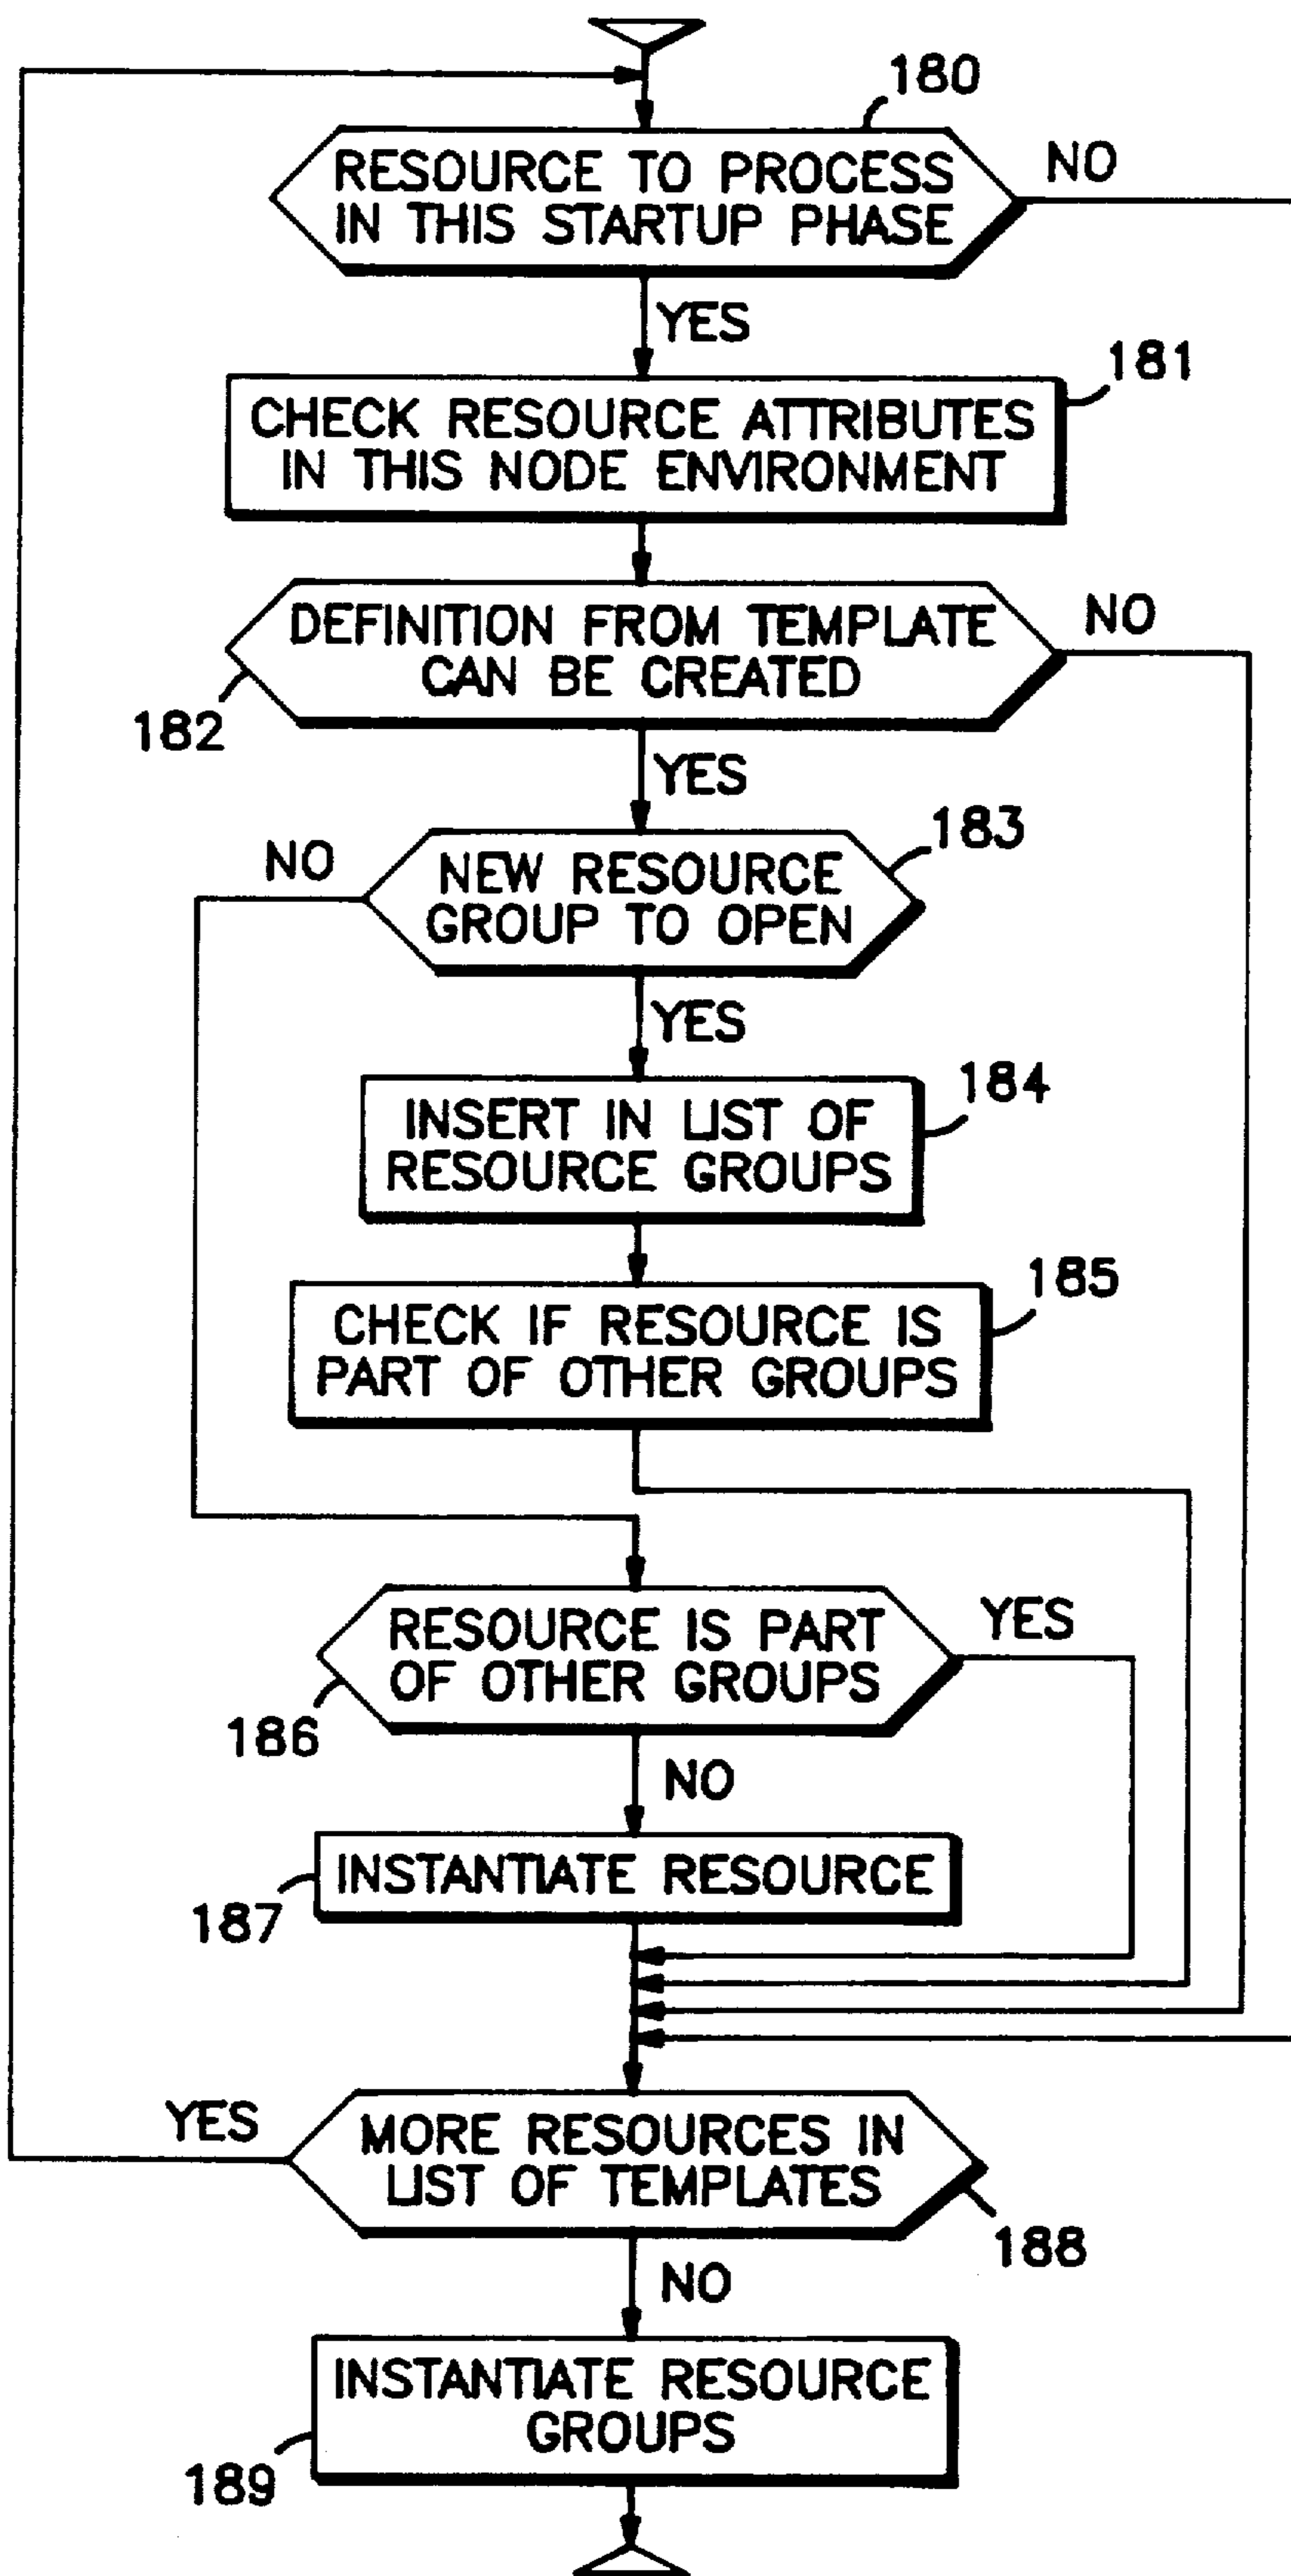 180
RESOURCE TO PROCESS
IN THIS STARTUP PHASE
NO
YES
181
CHECK RESOURCE ATTRIBUTES
IN THIS NODE ENVIRONMENT
DEFINITION FROM TEMPLATE
CAN BE CREATED
NO
182
YES
183
NO
NEW RESOURCE
GROUP TO OPEN
YES
184
INSERT IN LIST OF
RESOURCE GROUPS
185
CHECK IF RESOURCE IS
PART OF OTHER GROUPS
RESOURCE IS PART
OF OTHER GROUPS
YES
186
NO
INSTANTIATE RESOURCE
187
YES
MORE RESOURCES IN
LIST OF TEMPLATES
188
NO
INSTANTIATE RESOURCE
GROUPS
189